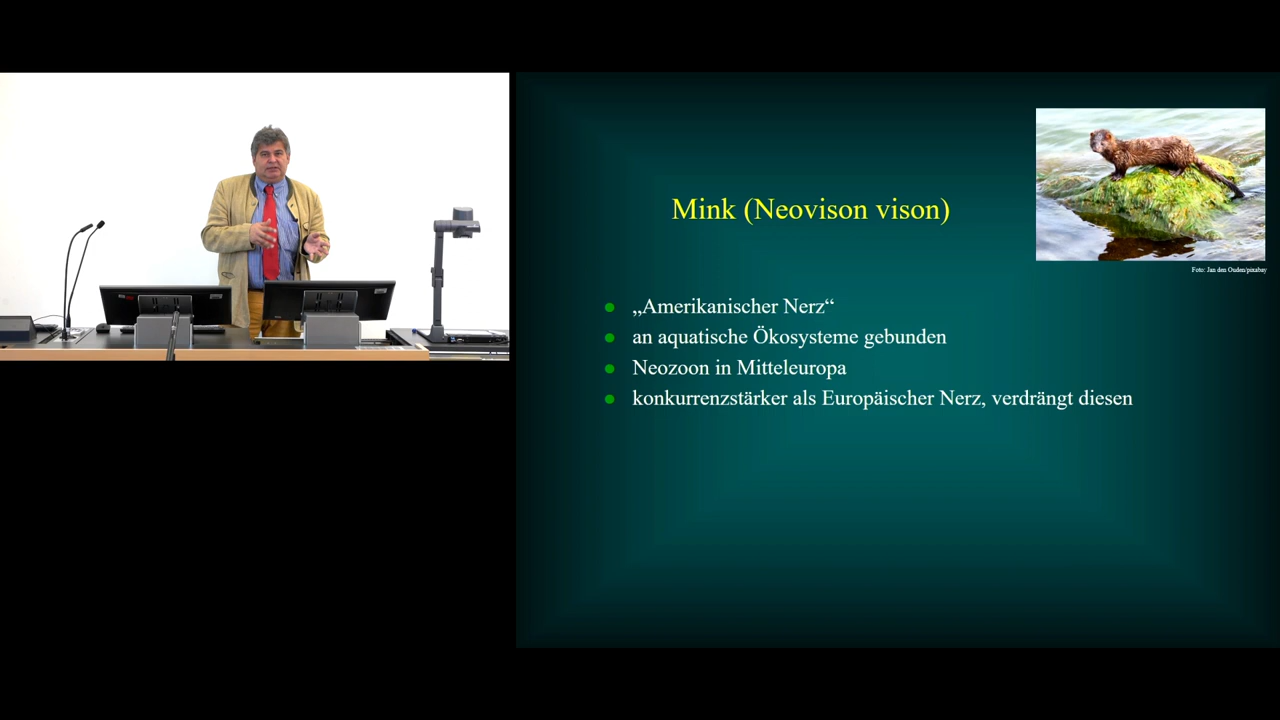 Mink (Neovison vison)
Foto: Jan den Ouden/pixabay
„Amerikanischer Nerz“
an aquatische Ökosysteme gebunden
Neozoon in Mitteleuropa
konkurrenzstärker als Europäischer Nerz, verdrängt diesen